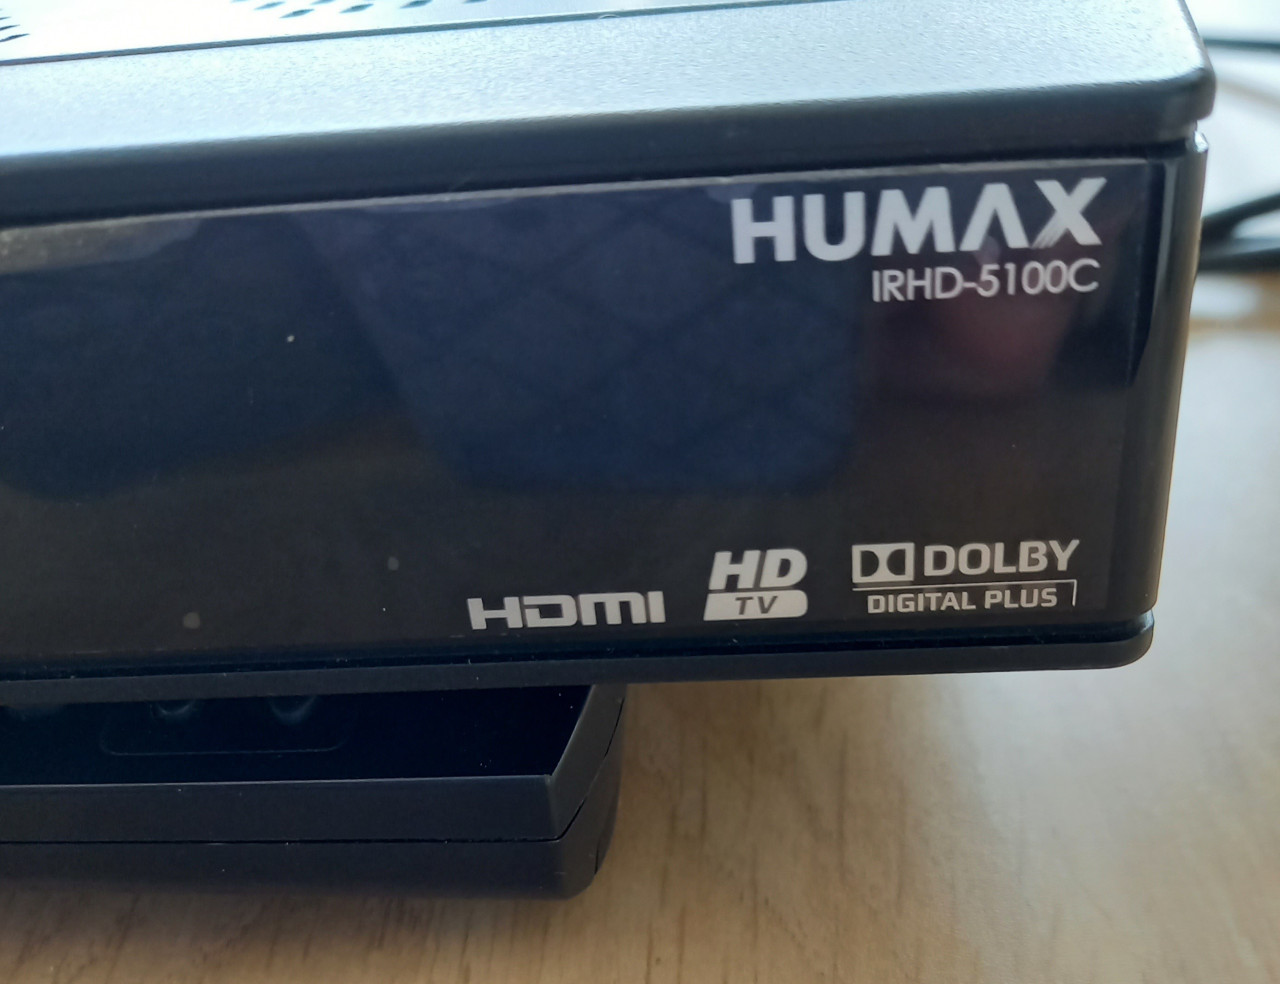 HUMAX
IRHD-5100C
HDMI
HD
TV
DOLBY
DIGITAL PLUS